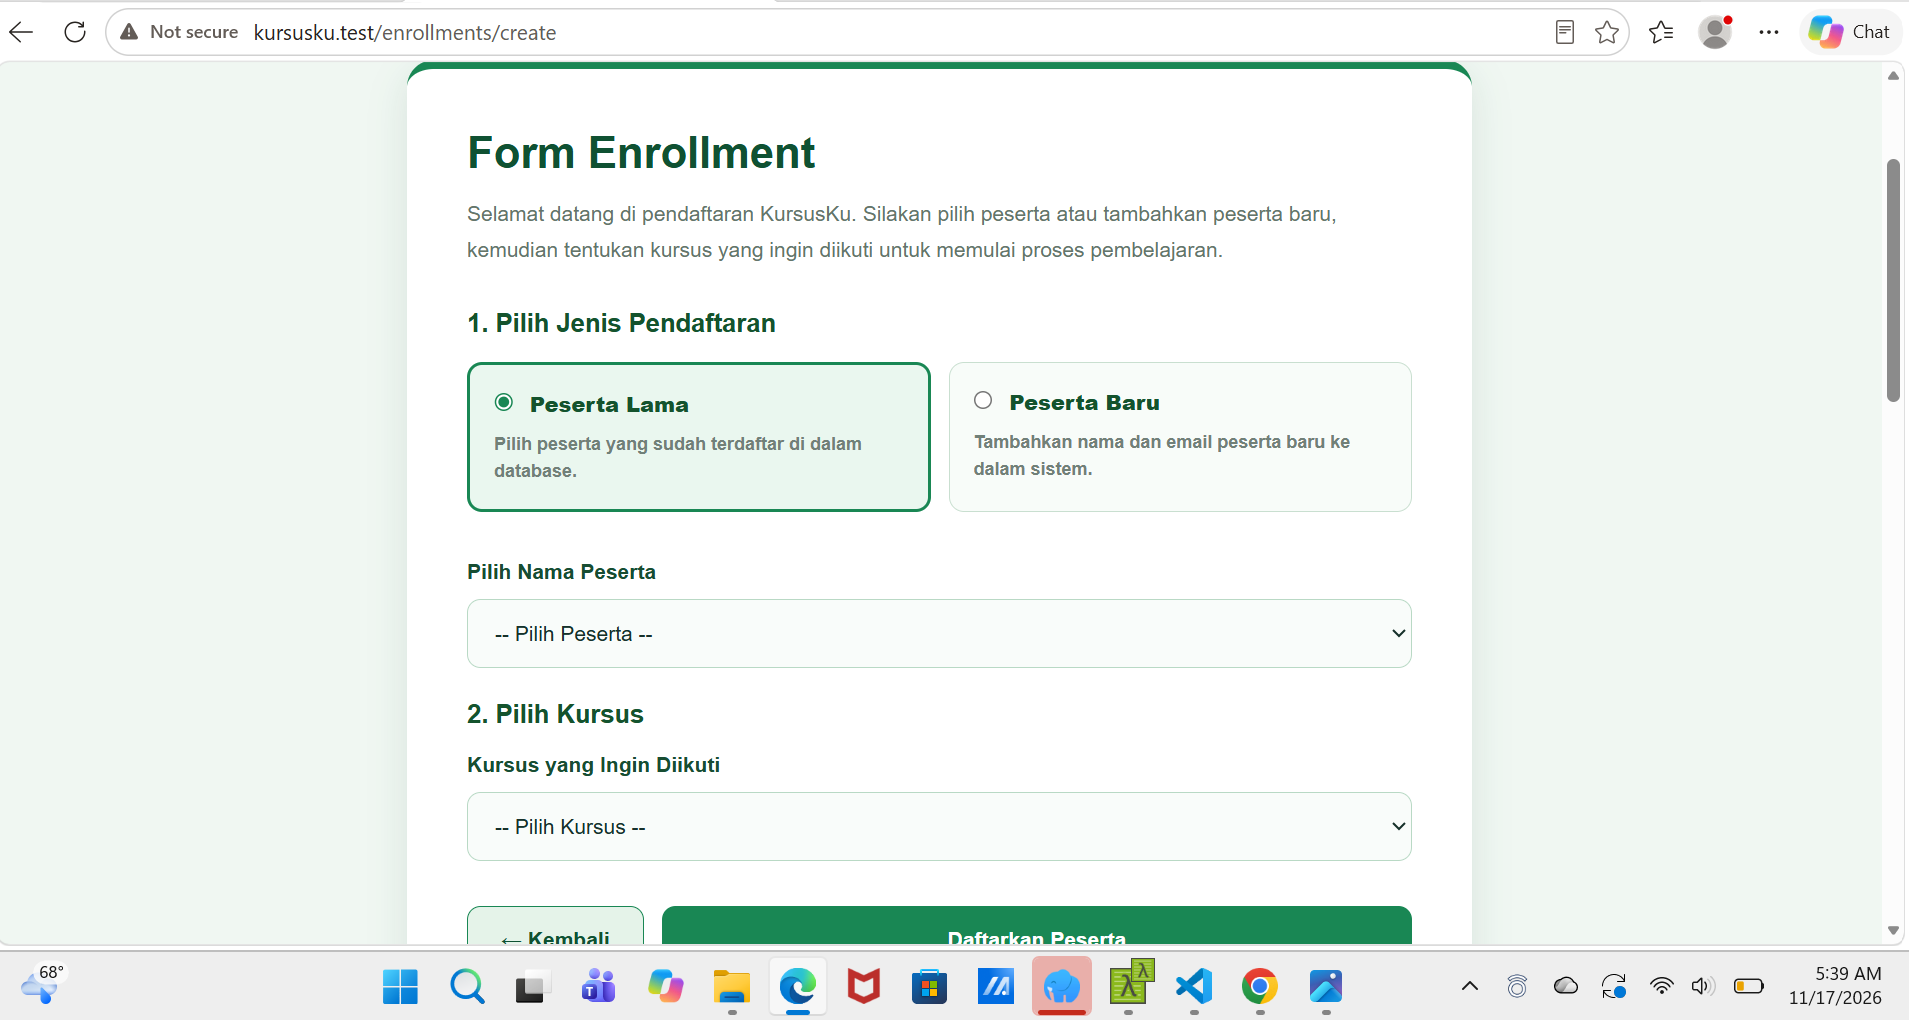 Not secure
kursusku.test/enrollments/create
Chat
Form Enrollment
Selamat datang di pendaftaran KursusKu. Silakan pilih peserta atau tambahkan peserta baru,
kemudian tentukan kursus yang ingin diikuti untuk memulai proses pembelajaran.
1. Pilih Jenis Pendaftaran
Peserta Lama
Pilih peserta yang sudah terdaftar di dalam
database.
Peserta Baru
Tambahkan nama dan email peserta baru ke
dalam sistem.
Pilih Nama Peserta
-- Pilih Peserta --
2. Pilih Kursus
Kursus yang Ingin Diikuti
-- Pilih Kursus --
← Kembali
Daftarkan Peserta
68°
5:39 AM
11/17/2026